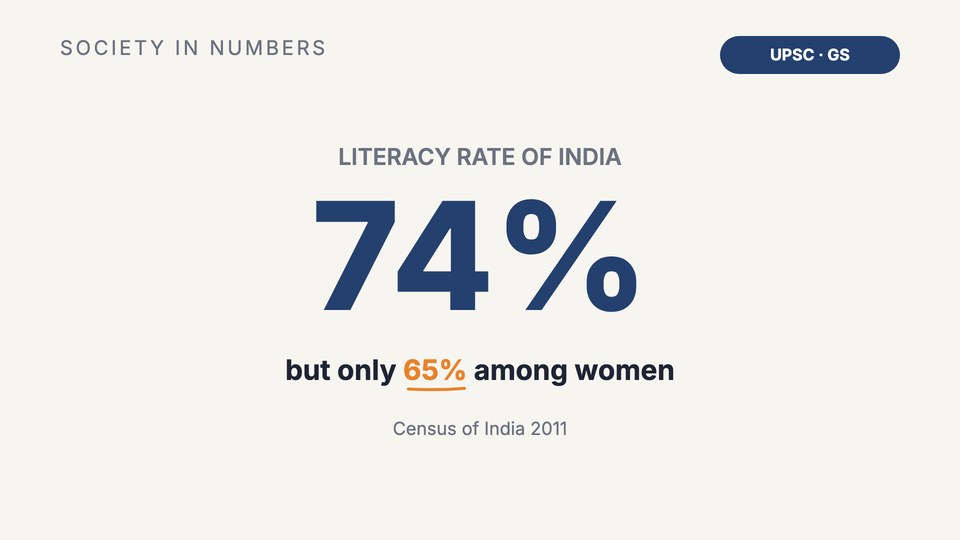 SOCIETY IN NUMBERS
UPSC · GS
LITERACY RATE OF INDIA
74%
but only 65% among women
Census of India 2011